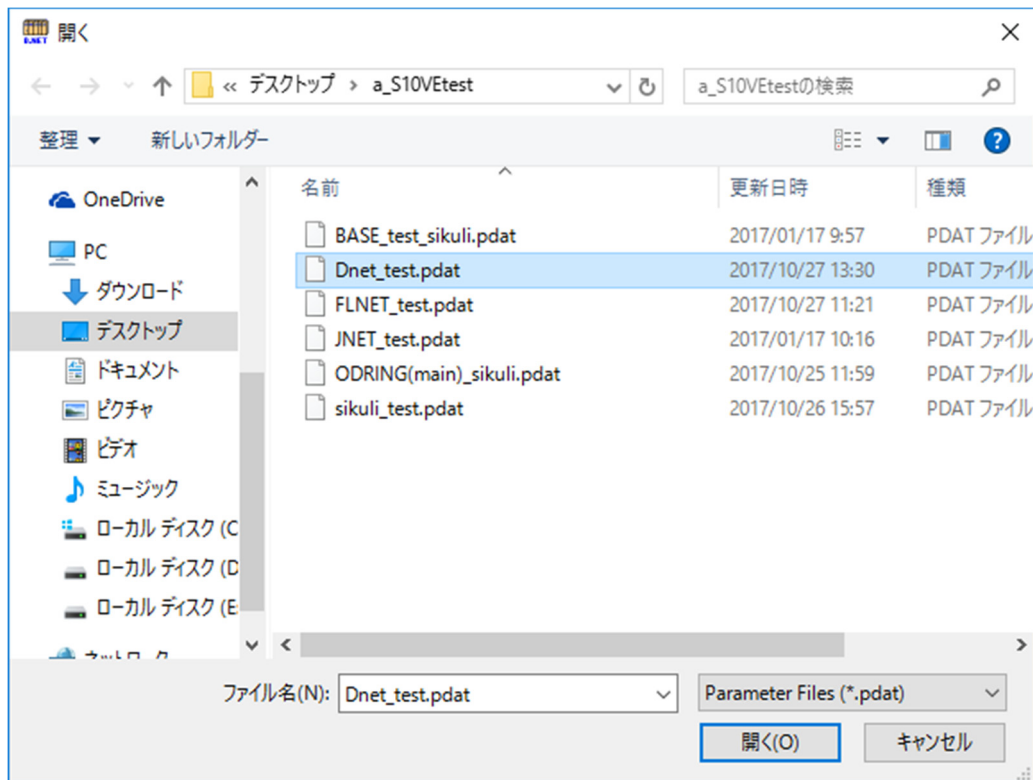 D.NET 開く
« デスクトップ › a_S10VEtest
a_S10VEtestの検索
整理 新しいフォルダー
OneDrive
PC
ダウンロード
デスクトップ
ドキュメント
ピクチャ
ビデオ
ミュージック
ローカル ディスク (C
ローカル ディスク (D
ローカル ディスク (E
ネットワーク
名前 更新日時 種類
BASE_test_sikuli.pdat 2017/01/17 9:57 PDAT ファイル
Dnet_test.pdat 2017/10/27 13:30 PDAT ファイル
FLNET_test.pdat 2017/10/27 11:21 PDAT ファイル
JNET_test.pdat 2017/01/17 10:16 PDAT ファイル
ODRING(main)_sikuli.pdat 2017/10/25 11:59 PDAT ファイル
sikuli_test.pdat 2017/10/26 15:57 PDAT ファイル
ファイル名(N): Dnet_test.pdat Parameter Files (*.pdat)
開く(O) キャンセル